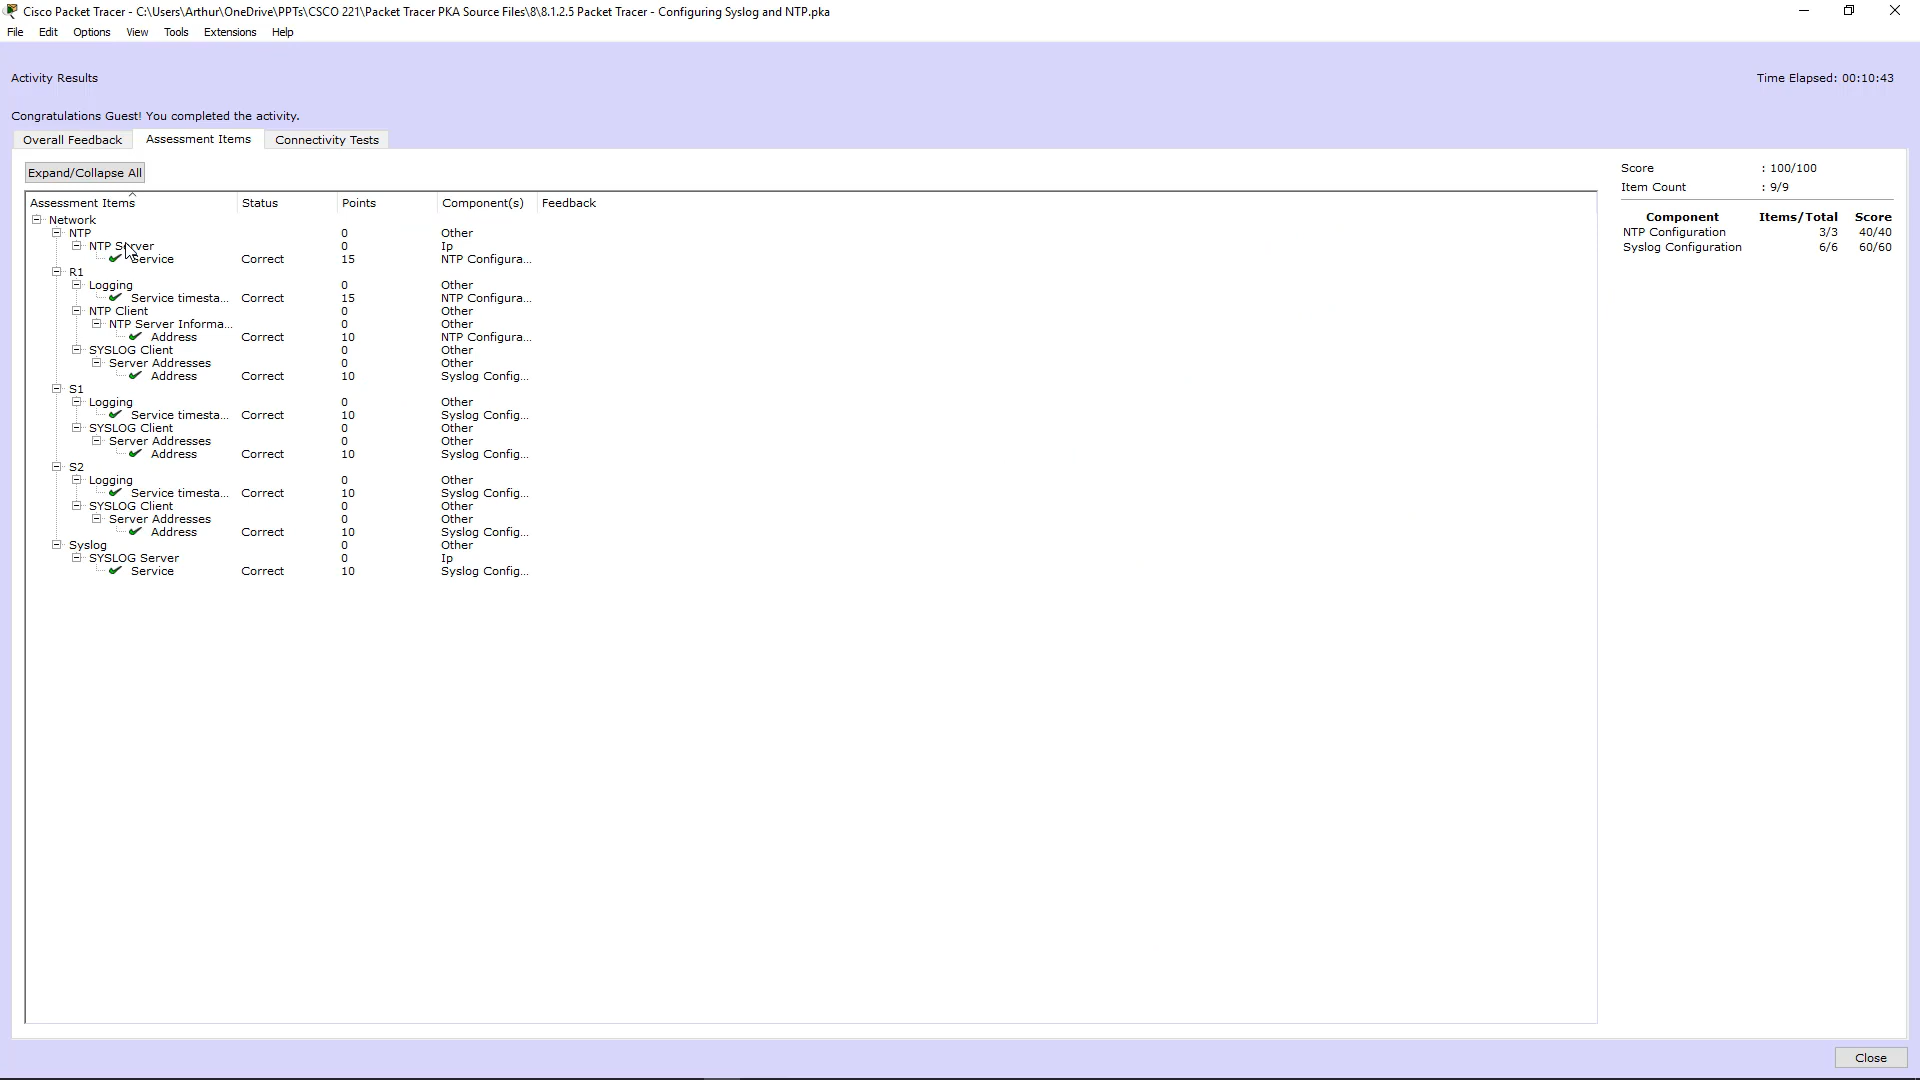 Cisco Packet Tracer - C:\Users\Arthur\OneDrive\PPTs\CSCO 221\Packet Tracer PKA Source Files\8\8.1.2.5 Packet Tracer - Configuring Syslog and NTP.pka
File Edit Options View Tools Extensions Help
Activity Results Time Elapsed: 00:10:43
Congratulations Guest! You completed the activity.
Overall Feedback Assessment Items Connectivity Tests
Expand/Collapse All
Assessment Items Status Points Component(s) Feedback
Network
NTP 0 Other
NTP Server 0 Ip
Service Correct 15 NTP Configura...
R1
Logging 0 Other
Service timesta... Correct 15 NTP Configura...
NTP Client 0 Other
NTP Server Informa... 0 Other
Address Correct 10 NTP Configura...
SYSLOG Client 0 Other
Server Addresses 0 Other
Address Correct 10 Syslog Config...
S1
Logging 0 Other
Service timesta... Correct 10 Syslog Config...
SYSLOG Client 0 Other
Server Addresses 0 Other
Address Correct 10 Syslog Config...
S2
Logging 0 Other
Service timesta... Correct 10 Syslog Config...
SYSLOG Client 0 Other
Server Addresses 0 Other
Address Correct 10 Syslog Config...
Syslog 0 Other
SYSLOG Server 0 Ip
Service Correct 10 Syslog Config...
Score : 100/100
Item Count : 9/9
Component Items/Total Score
NTP Configuration 3/3 40/40
Syslog Configuration 6/6 60/60
Close